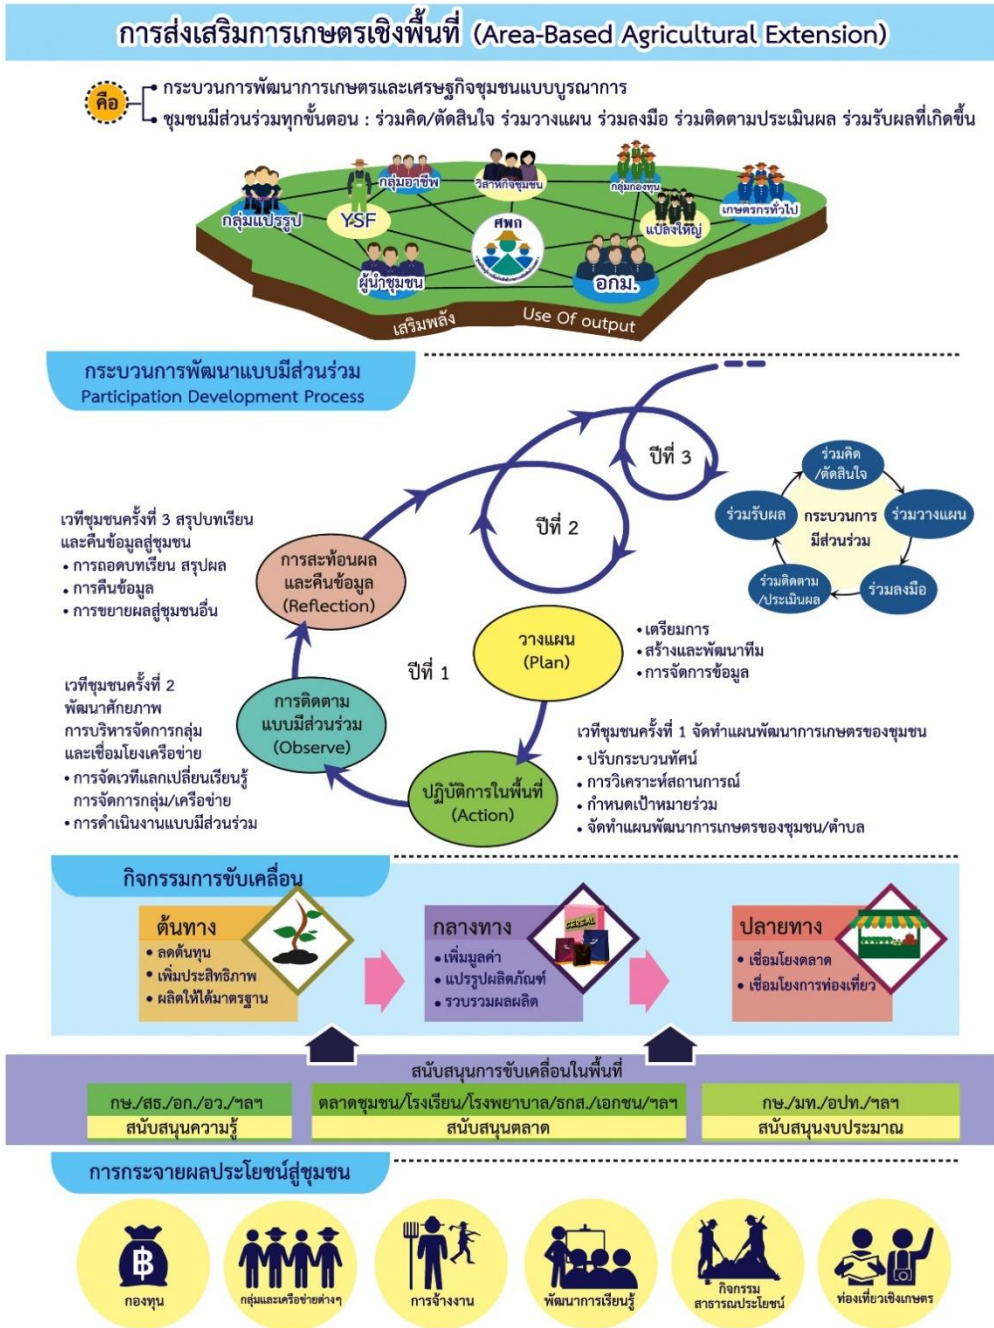 การส่งเสริมการเกษตรเชิงพื้นที่ (Area-Based Agricultural Extension)
คือ
กระบวนการพัฒนาการเกษตรและเศรษฐกิจชุมชนแบบบูรณาการ
ชุมชนมีส่วนร่วมทุกขั้นตอน : ร่วมคิด/ตัดสินใจ ร่วมวางแผน ร่วมลงมือ ร่วมติดตามประเมินผล ร่วมรับผลที่เกิดขึ้น
กลุ่มแปรรูป
YSF
กลุ่มอาชีพ
วิสาหกิจชุมชน
กลุ่มกองทุน
เกษตรกรทั่วไป
แปลงใหญ่
ศพก
ผู้นำชุมชน
อกม.
เสริมพลัง
Use Of output
กระบวนการพัฒนาแบบมีส่วนร่วม
Participation Development Process
ปีที่ 3
ปีที่ 2
ปีที่ 1
ร่วมคิด
/ตัดสินใจ
ร่วมรับผล
กระบวนการ
มีส่วนร่วม
ร่วมวางแผน
ร่วมติดตาม
/ประเมินผล
ร่วมลงมือ
เวทีชุมชนครั้งที่ 3 สรุปบทเรียน
และคืนข้อมูลสู่ชุมชน
• การถอดบทเรียน สรุปผล
• การคืนข้อมูล
• การขยายผลสู่ชุมชนอื่น
การสะท้อนผล
และคืนข้อมูล
(Reflection)
วางแผน
(Plan)
• เตรียมการ
• สร้างและพัฒนาทีม
• การจัดการข้อมูล
เวทีชุมชนครั้งที่ 2
พัฒนาศักยภาพ
การบริหารจัดการกลุ่ม
และเชื่อมโยงเครือข่าย
• การจัดเวทีแลกเปลี่ยนเรียนรู้
การจัดการกลุ่ม/เครือข่าย
• การดำเนินงานแบบมีส่วนร่วม
การติดตาม
แบบมีส่วนร่วม
(Observe)
ปฏิบัติการในพื้นที่
(Action)
เวทีชุมชนครั้งที่ 1 จัดทำแผนพัฒนาการเกษตรของชุมชน
• ปรับกระบวนทัศน์
• การวิเคราะห์สถานการณ์
• กำหนดเป้าหมายร่วม
• จัดทำแผนพัฒนาการเกษตรของชุมชน/ตำบล
กิจกรรมการขับเคลื่อน
ต้นทาง
• ลดต้นทุน
• เพิ่มประสิทธิภาพ
• ผลิตให้ได้มาตรฐาน
กลางทาง
• เพิ่มมูลค่า
• แปรรูปผลิตภัณฑ์
• รวบรวมผลผลิต
CEREAL
ปลายทาง
• เชื่อมโยงตลาด
• เชื่อมโยงการท่องเที่ยว
สนับสนุนการขับเคลื่อนในพื้นที่
กษ./สธ./อก./อว./ฯลฯ
สนับสนุนความรู้
ตลาดชุมชน/โรงเรียน/โรงพยาบาล/ธกส./เอกชน/ฯลฯ
สนับสนุนตลาด
กษ./มท./อปท./ฯลฯ
สนับสนุนงบประมาณ
การกระจายผลประโยชน์สู่ชุมชน
฿
กองทุน
กลุ่มและเครือข่ายต่างๆ
การจ้างงาน
พัฒนาการเรียนรู้
กิจกรรม
สาธารณประโยชน์
ท่องเที่ยวเชิงเกษตร